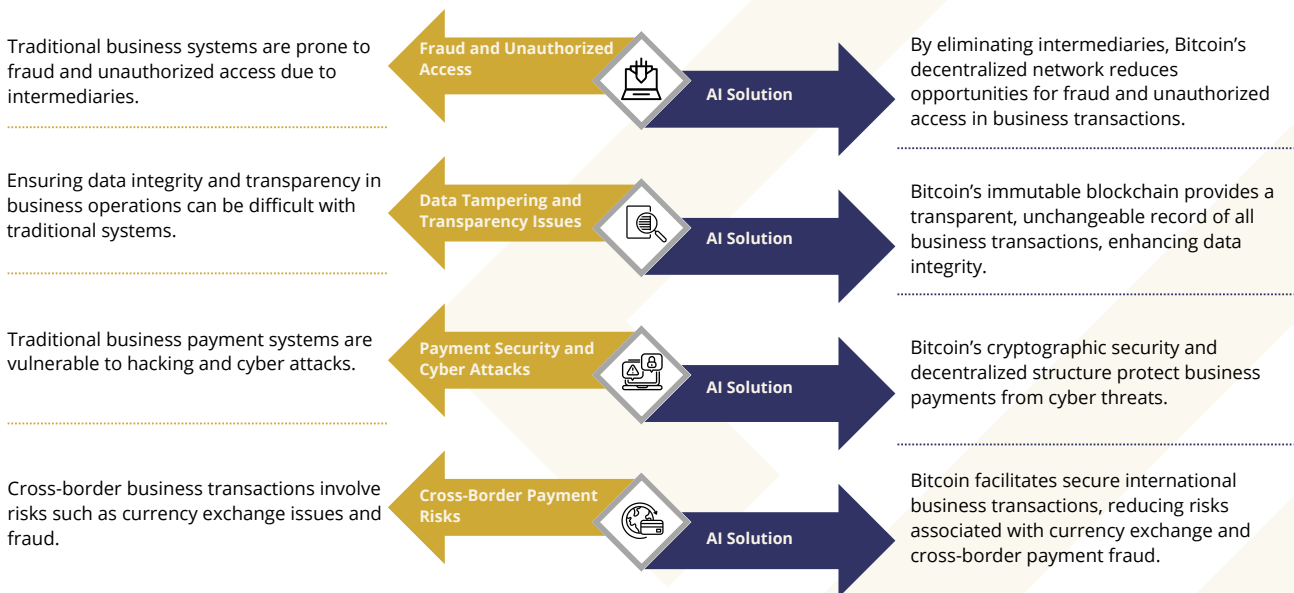 Traditional business systems are prone to
fraud and unauthorized access due to
intermediaries.
Fraud and Unauthorized
Access
AI Solution
By eliminating intermediaries, Bitcoin’s
decentralized network reduces
opportunities for fraud and unauthorized
access in business transactions.
Ensuring data integrity and transparency in
business operations can be difficult with
traditional systems.
Data Tampering and
Transparency Issues
AI Solution
Bitcoin’s immutable blockchain provides a
transparent, unchangeable record of all
business transactions, enhancing data
integrity.
Traditional business payment systems are
vulnerable to hacking and cyber attacks.
Payment Security and
Cyber Attacks
AI Solution
Bitcoin’s cryptographic security and
decentralized structure protect business
payments from cyber threats.
Cross-border business transactions involve
risks such as currency exchange issues and
fraud.
Cross-Border Payment
Risks
AI Solution
Bitcoin facilitates secure international
business transactions, reducing risks
associated with currency exchange and
cross-border payment fraud.